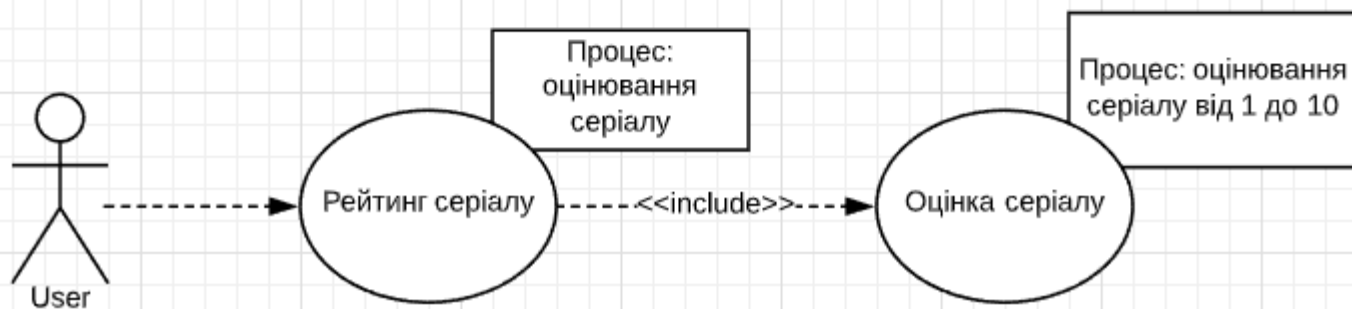 Процес:
оцінювання
серіалу
Процес: оцінювання
серіалу від 1 до 10
Рейтинг серіалу
<<include>>
Оцінка серіалу
User